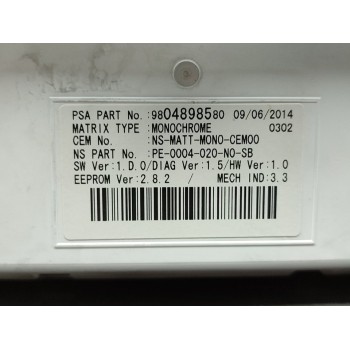 PSA PART No.:9804898580 09/06/2014
MATRIX TYPE :MONOCHROME 0302
CEM No. :NS-MATT-MONO-CEM00
NS PART No. :PE-0004-020-NO-SB
SW Ver:1.D.0/DIAG Ver:1.5/HW Ver:1.0
EEPROM Ver:2.8.2 / MECH IND:3.3